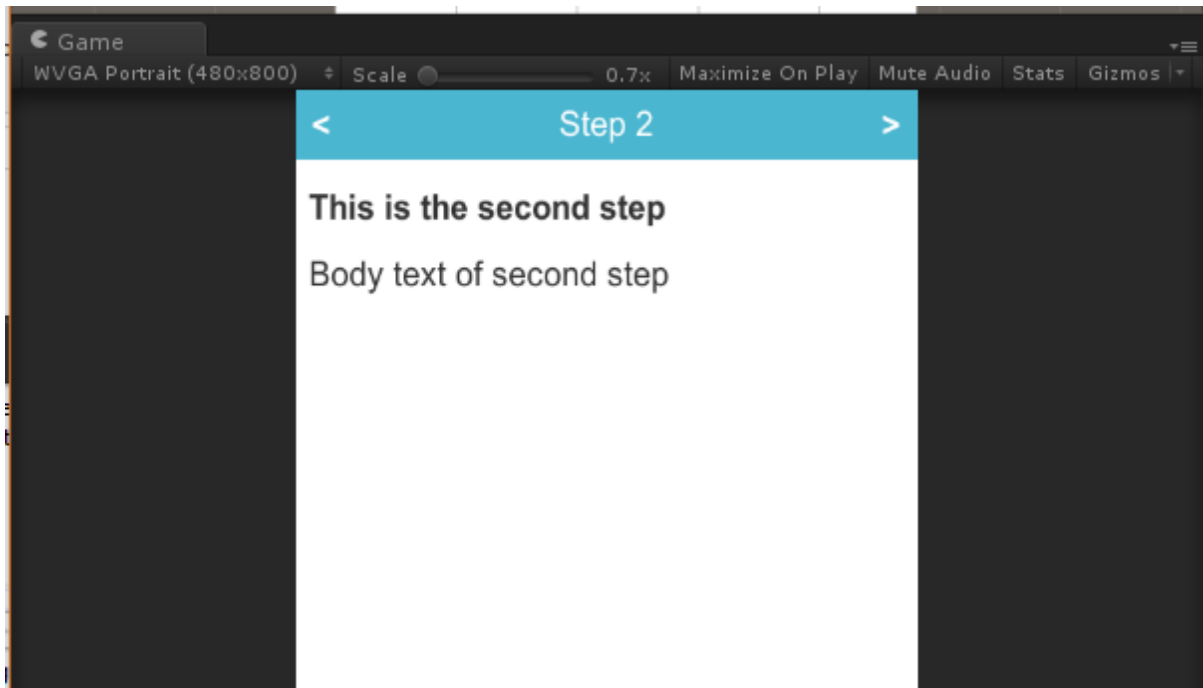 Game
WVGA Portrait (480x800) Scale 0.7x Maximize On Play Mute Audio Stats Gizmos
< Step 2 >
This is the second step
Body text of second step